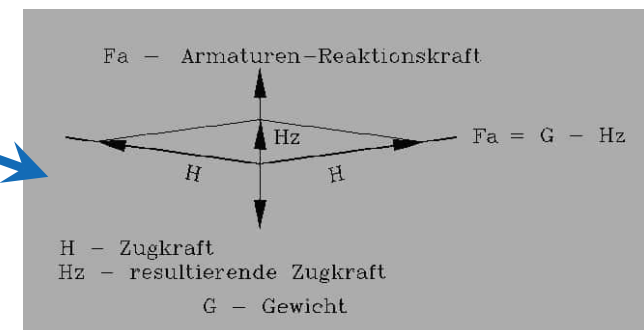 Fa – Armaturen-Reaktionskraft
Hz
Fa = G – Hz
H
H
H – Zugkraft
Hz – resultierende Zugkraft
G – Gewicht